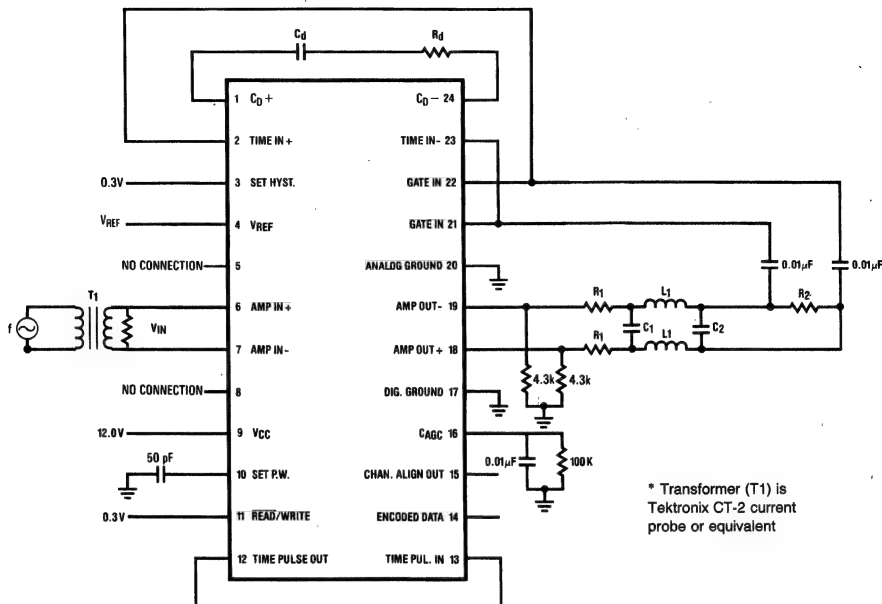 Cd
Rd
1 CD+
CD- 24
2 TIME IN+
TIME IN- 23
0.3V
3 SET HYST.
GATE IN 22
VREF
4 VREF
GATE IN 21
0.01µF
0.01µF
NO CONNECTION
5
ANALOG GROUND 20
T1
f
VIN
6 AMP IN+
AMP OUT- 19
R1
L1
R2
C1
C2
7 AMP IN-
AMP OUT+ 18
R1
L1
NO CONNECTION
8
DIG. GROUND 17
4.3k
4.3k
12.0V
9 VCC
CAGC 16
50 pF
10 SET P.W.
CHAN. ALIGN OUT 15
0.01µF
100K
0.3V
11 READ/WRITE
ENCODED DATA 14
12 TIME PULSE OUT
TIME PUL. IN 13
* Transformer (T1) is
Tektronix CT-2 current
probe or equivalent